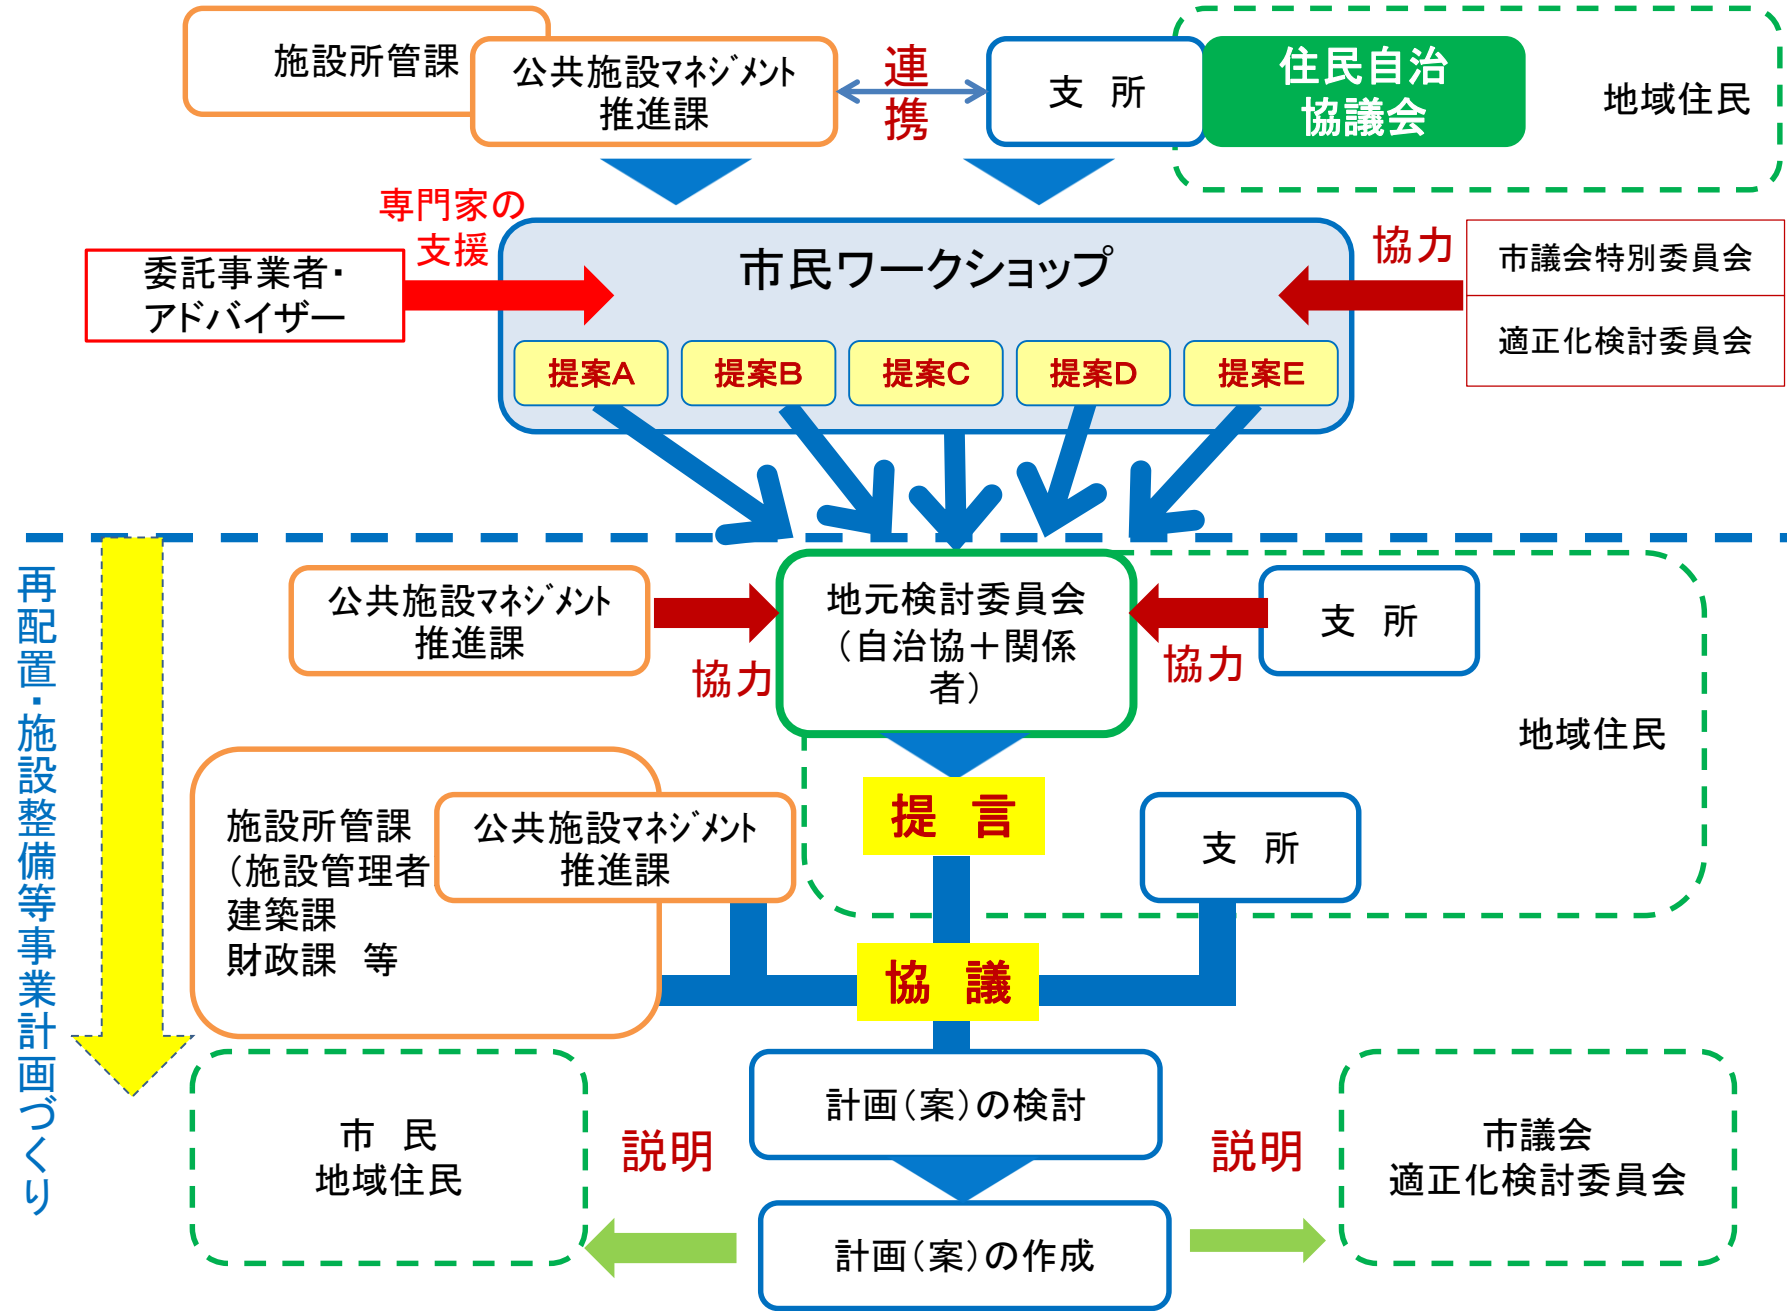 施設所管課
公共施設マネジメント
推進課
連
携
支　所
住民自治
協議会
地域住民
専門家の
支援
委託事業者・
アドバイザー
市民ワークショップ
協力
市議会特別委員会
適正化検討委員会
提案A
提案B
提案C
提案D
提案E
再配置・施設整備等事業計画づくり
公共施設マネジメント
推進課
協力
地元検討委員会
（自治協＋関係
者）
協力
支　所
地域住民
提　言
施設所管課
（施設管理者
建築課
財政課　等
公共施設マネジメント
推進課
支　所
協　議
計画（案）の検討
市　民
地域住民
説明
説明
市議会
適正化検討委員会
計画（案）の作成